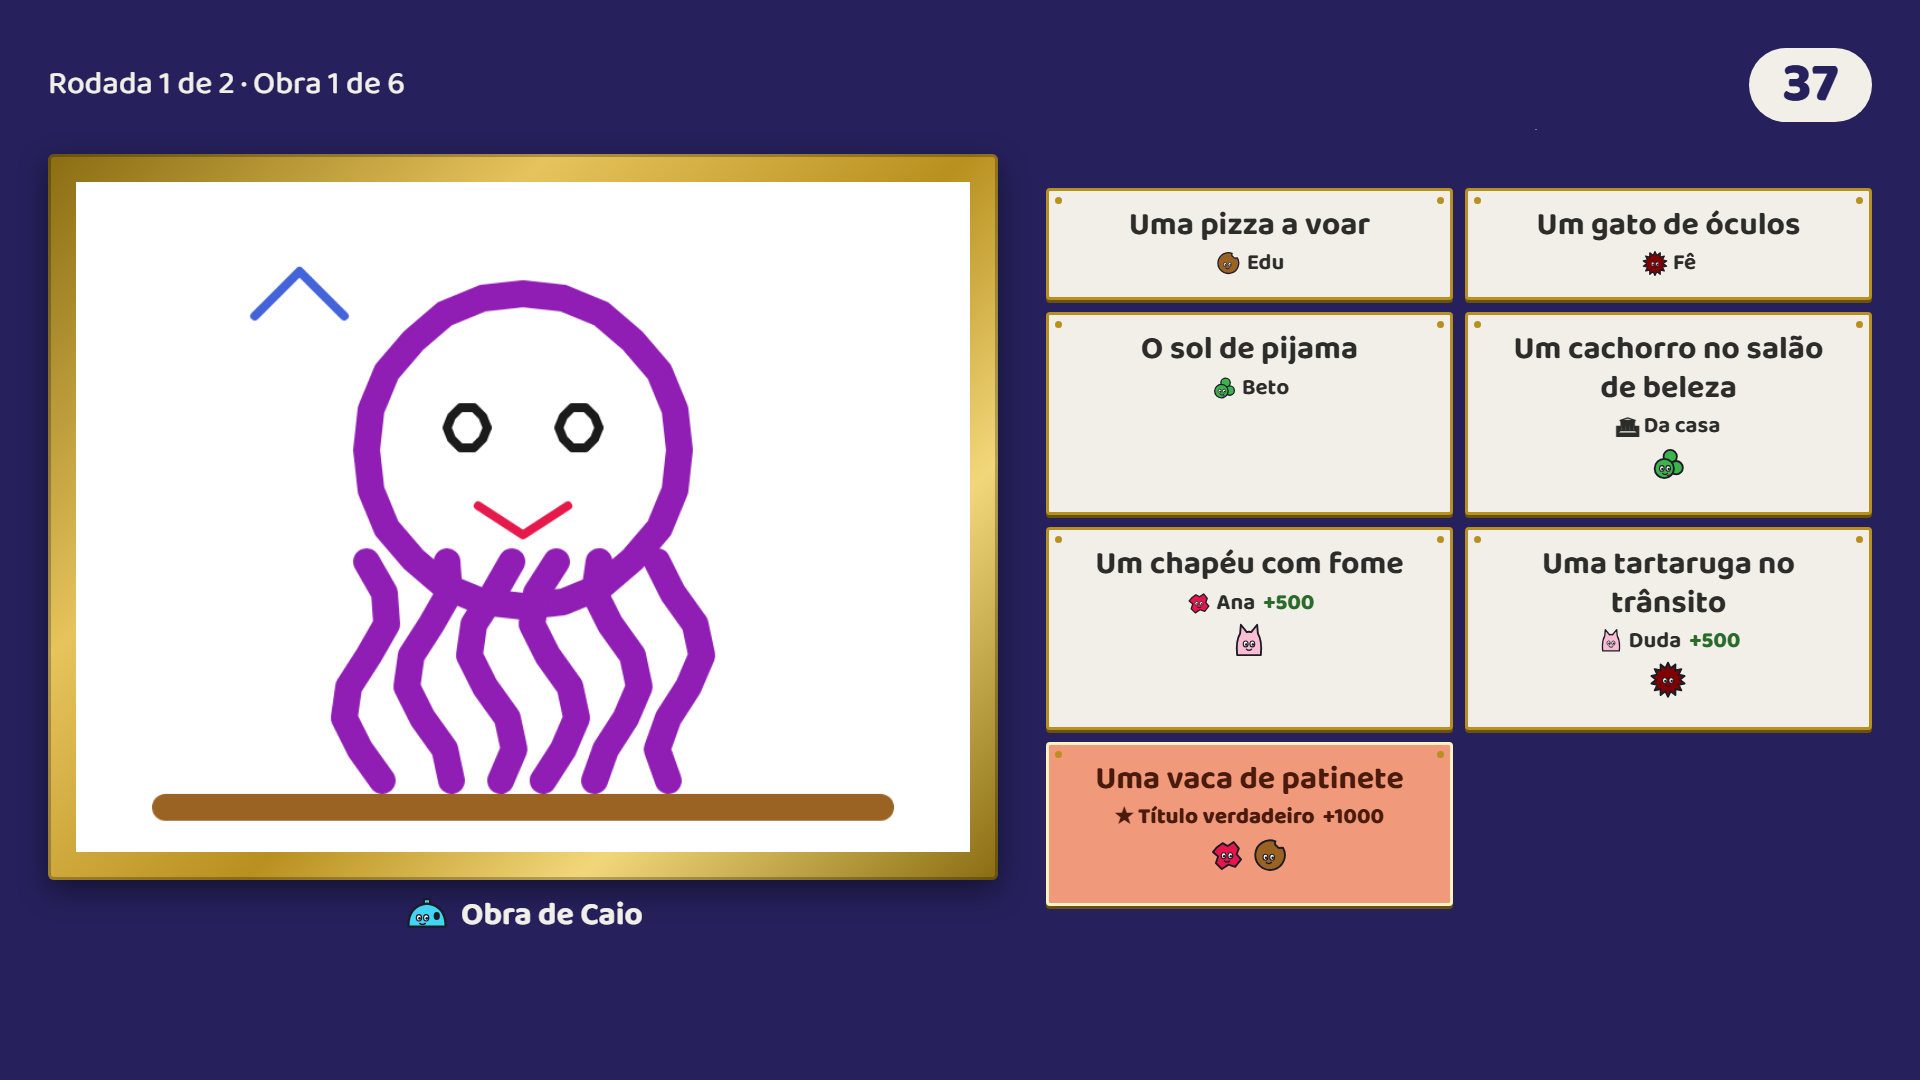 Rodada 1 de 2 · Obra 1 de 6
37
Uma pizza a voar
Edu
Um gato de óculos
Fê
O sol de pijama
Beto
Um cachorro no salão
de beleza
Da casa
Um chapéu com fome
Ana +500
Uma tartaruga no
trânsito
Duda +500
Uma vaca de patinete
★ Título verdadeiro +1000
Obra de Caio